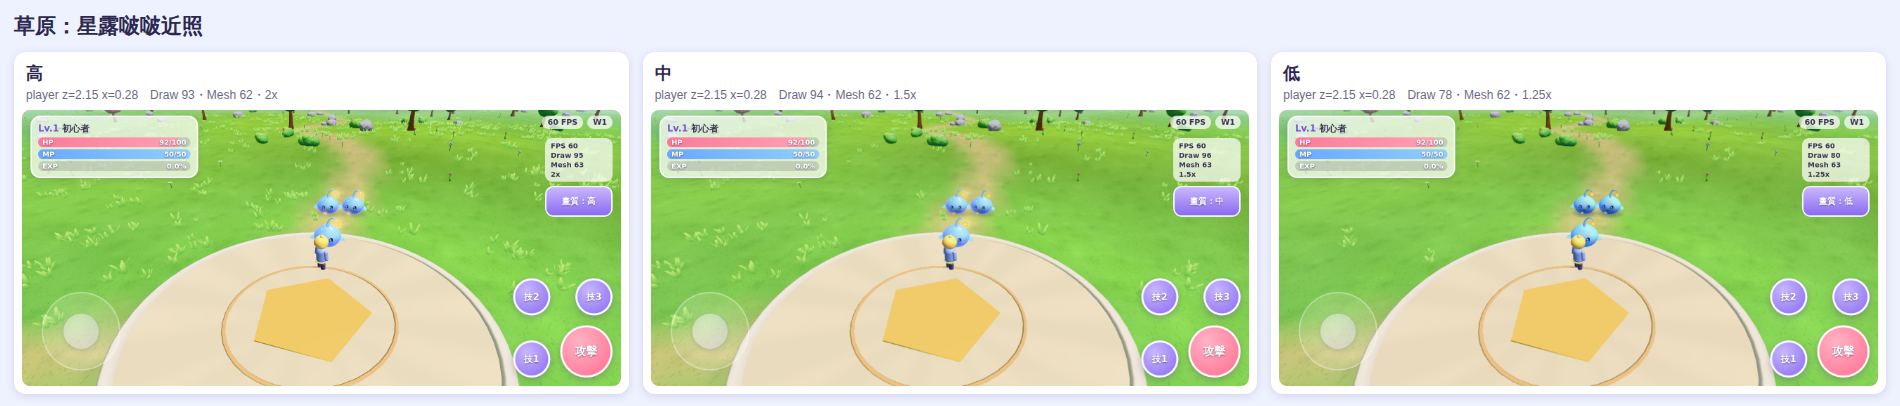 草原：星露啵啵近照
高
player z=2.15 x=0.28 Draw 93・Mesh 62・2x
Lv.1 初心者
HP 92/100
MP 50/50
EXP 0.0%
60 FPS W1
FPS 60
Draw 95
Mesh 63
2x
畫質：高
技2 技3
技1 攻擊
中
player z=2.15 x=0.28 Draw 94・Mesh 62・1.5x
Lv.1 初心者
HP 92/100
MP 50/50
EXP 0.0%
60 FPS W1
FPS 60
Draw 96
Mesh 63
1.5x
畫質：中
技2 技3
技1 攻擊
低
player z=2.15 x=0.28 Draw 78・Mesh 62・1.25x
Lv.1 初心者
HP 92/100
MP 50/50
EXP 0.0%
60 FPS W1
FPS 60
Draw 80
Mesh 63
1.25x
畫質：低
技2 技3
技1 攻擊